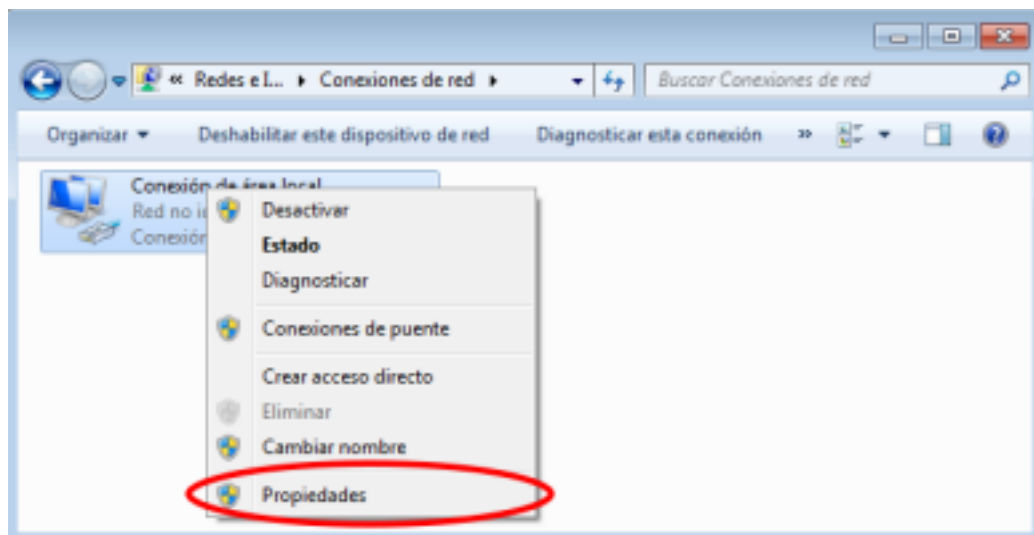 « Redes e I... ▸ Conexiones de red ▸ Buscar Conexiones de red
Organizar Deshabilitar este dispositivo de red Diagnosticar esta conexión »
Conexión de área local
Red no
Conexión
Desactivar
Estado
Diagnosticar
Conexiones de puente
Crear acceso directo
Eliminar
Cambiar nombre
Propiedades